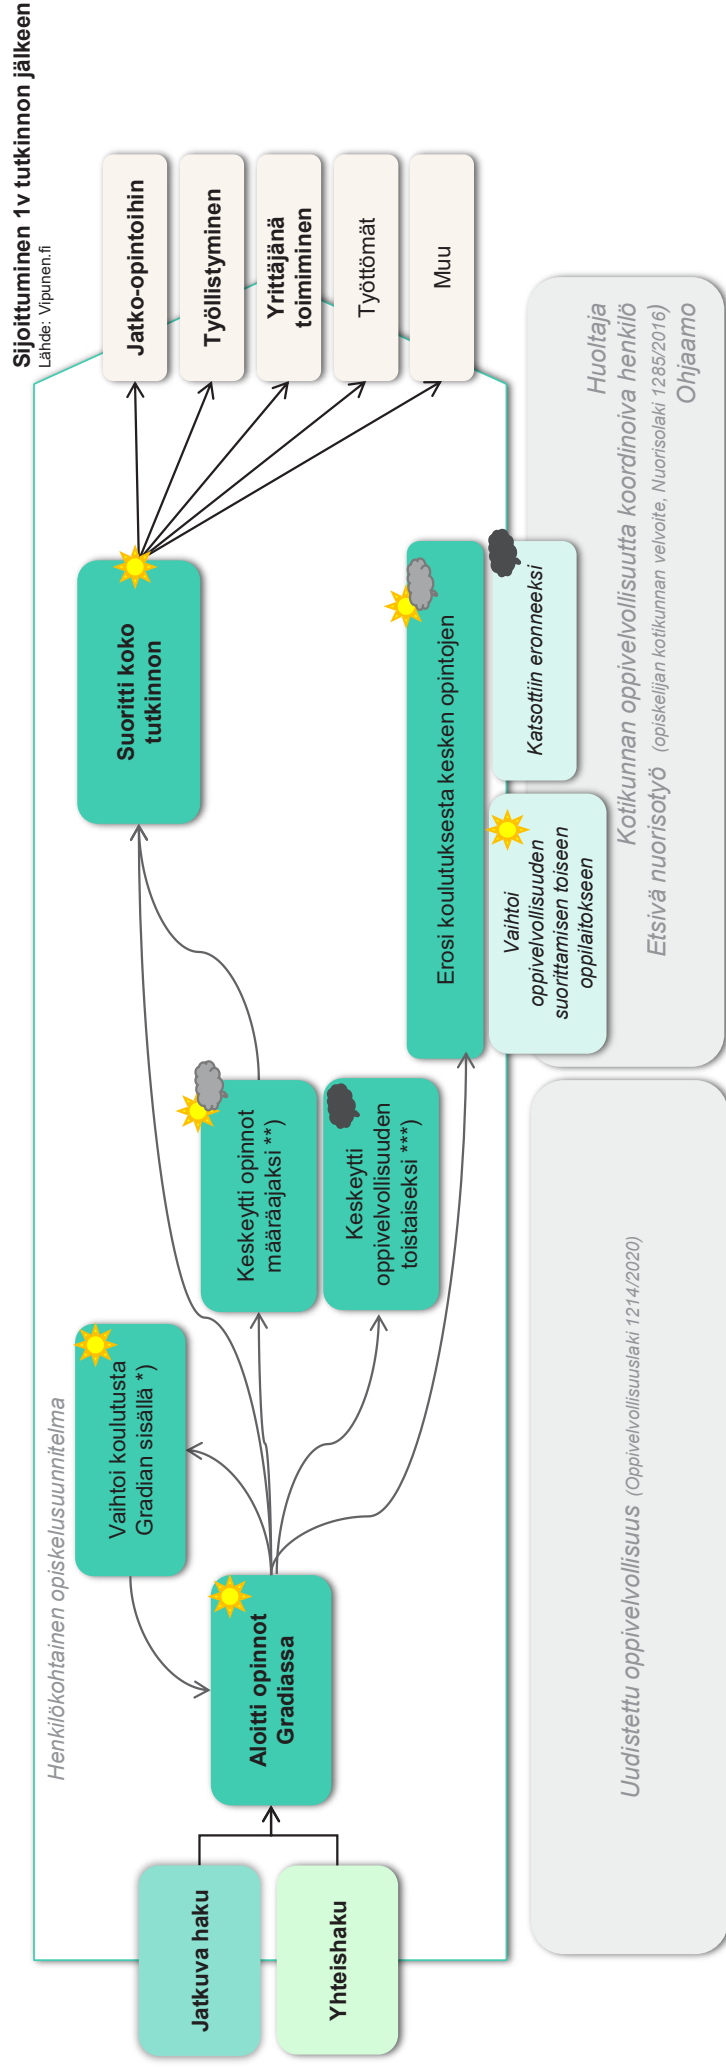 Sijoittuminen 1v tutkinnon jälkeen
Lähde: Vipunen.fi
Henkilökohtainen opiskelusuunnitelma
Jatkuva haku
Yhteishaku
Aloitti opinnot
Gradiassa
Vaihtoi koulutusta
Gradian sisällä *)
Keskeytti opinnot
määräajaksi **)
Keskeytti
oppivelvollisuuden
toistaiseksi ***)
Suoritti koko
tutkinnon
Erosi koulutuksesta kesken opintojen
Vaihtoi
oppivelvollisuuden
suorittamisen toiseen
oppilaitokseen
Katsottiin eronneeksi
Jatko-opintoihin
Työllistyminen
Yrittäjänä
toimiminen
Työttömät
Muu
Uudistettu oppivelvollisuus (Oppivelvollisuuslaki 1214/2020)
Huoltaja
Kotikunnan oppivelvollisuutta koordinoiva henkilö
Etsivä nuorisotyö (opiskelijan kotikunnan velvoite, Nuorisolaki 1285/2016)
Ohjaamo